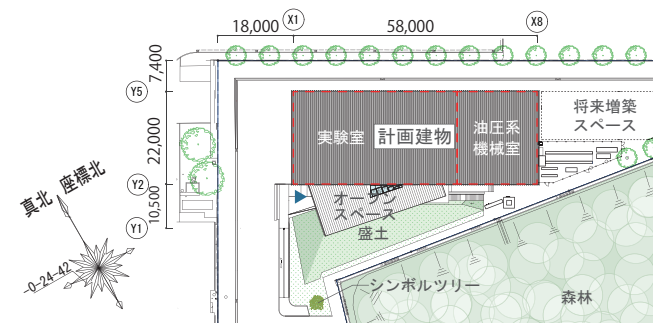 18,000
X1
58,000
X8
7,400
Y5
22,000
Y2
10,500
Y1
実験室
計画建物
油圧系
機械室
将来増築
スペース
オープン
スペース
盛土
真北
座標北
-0-24-42
シンボルツリー
森林